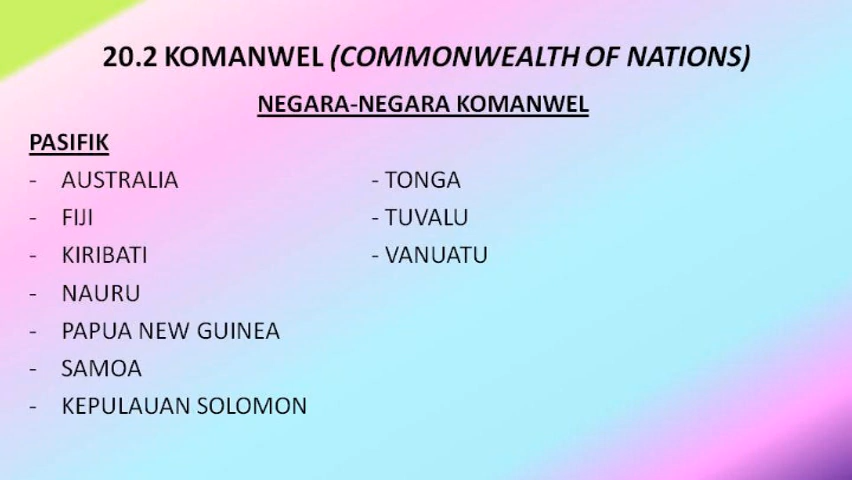 20.2 KOMANWEL (COMMONWEALTH OF NATIONS)
NEGARA-NEGARA KOMANWEL
PASIFIK
- AUSTRALIA
- FIJI
- KIRIBATI
- NAURU
- PAPUA NEW GUINEA
- SAMOA
- KEPULAUAN SOLOMON
- TONGA
- TUVALU
- VANUATU